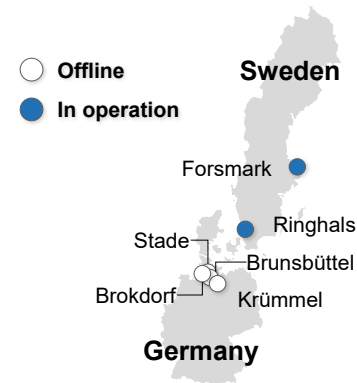 Offline
In operation
Sweden
Forsmark
Ringhals
Stade
Brunsbüttel
Brokdorf
Krümmel
Germany